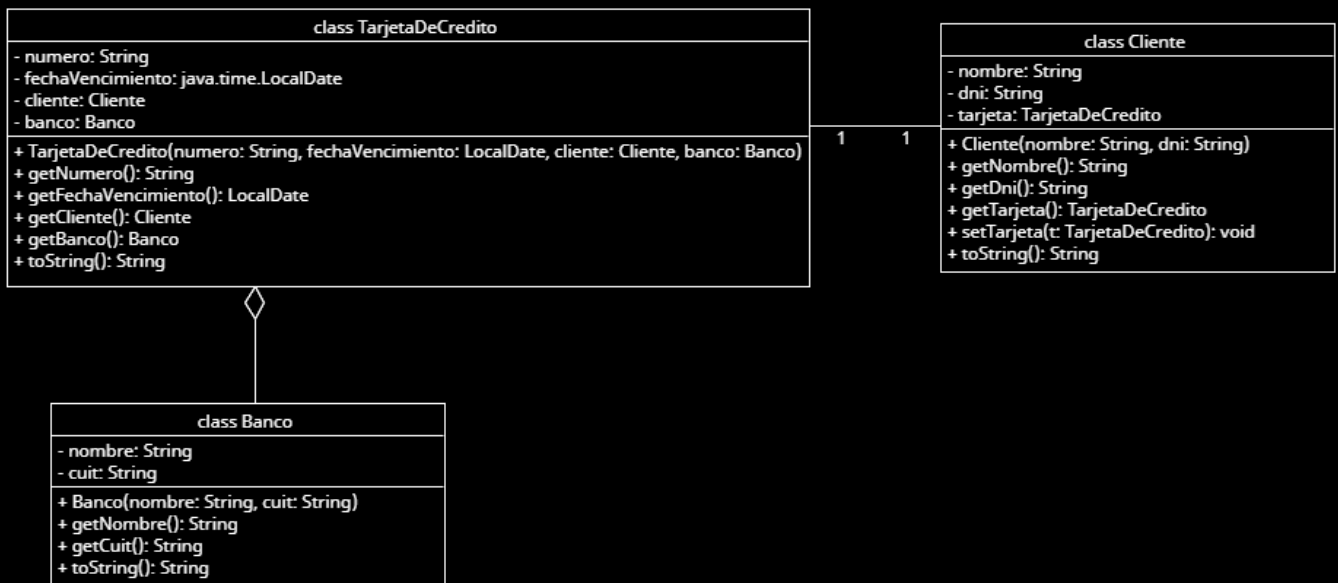 class TarjetaDeCredito
- numero: String
- fechaVencimiento: java.time.LocalDate
- cliente: Cliente
- banco: Banco
+ TarjetaDeCredito(numero: String, fechaVencimiento: LocalDate, cliente: Cliente, banco: Banco)
+ getNumero(): String
+ getFechaVencimiento(): LocalDate
+ getCliente(): Cliente
+ getBanco(): Banco
+ toString(): String
1 1
class Cliente
- nombre: String
- dni: String
- tarjeta: TarjetaDeCredito
+ Cliente(nombre: String, dni: String)
+ getNombre(): String
+ getDni(): String
+ getTarjeta(): TarjetaDeCredito
+ setTarjeta(t: TarjetaDeCredito): void
+ toString(): String
class Banco
- nombre: String
- cuit: String
+ Banco(nombre: String, cuit: String)
+ getNombre(): String
+ getCuit(): String
+ toString(): String